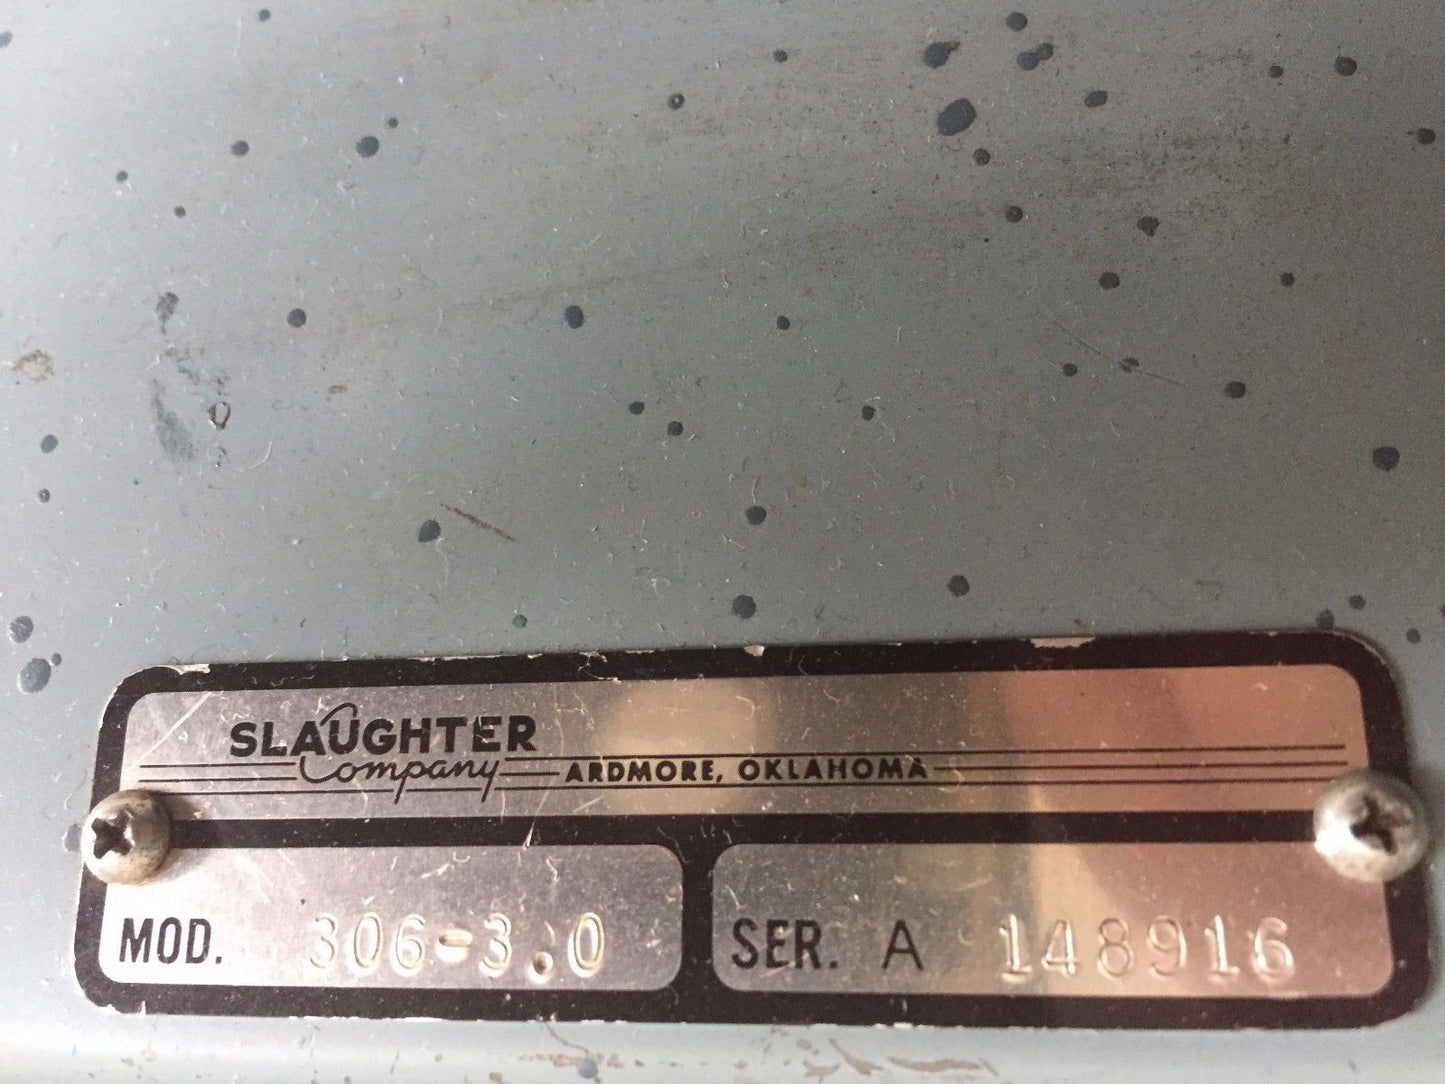 SLAUGHTER
Company ARDMORE, OKLAHOMA
MOD. 306-3.0 SER. A 148916